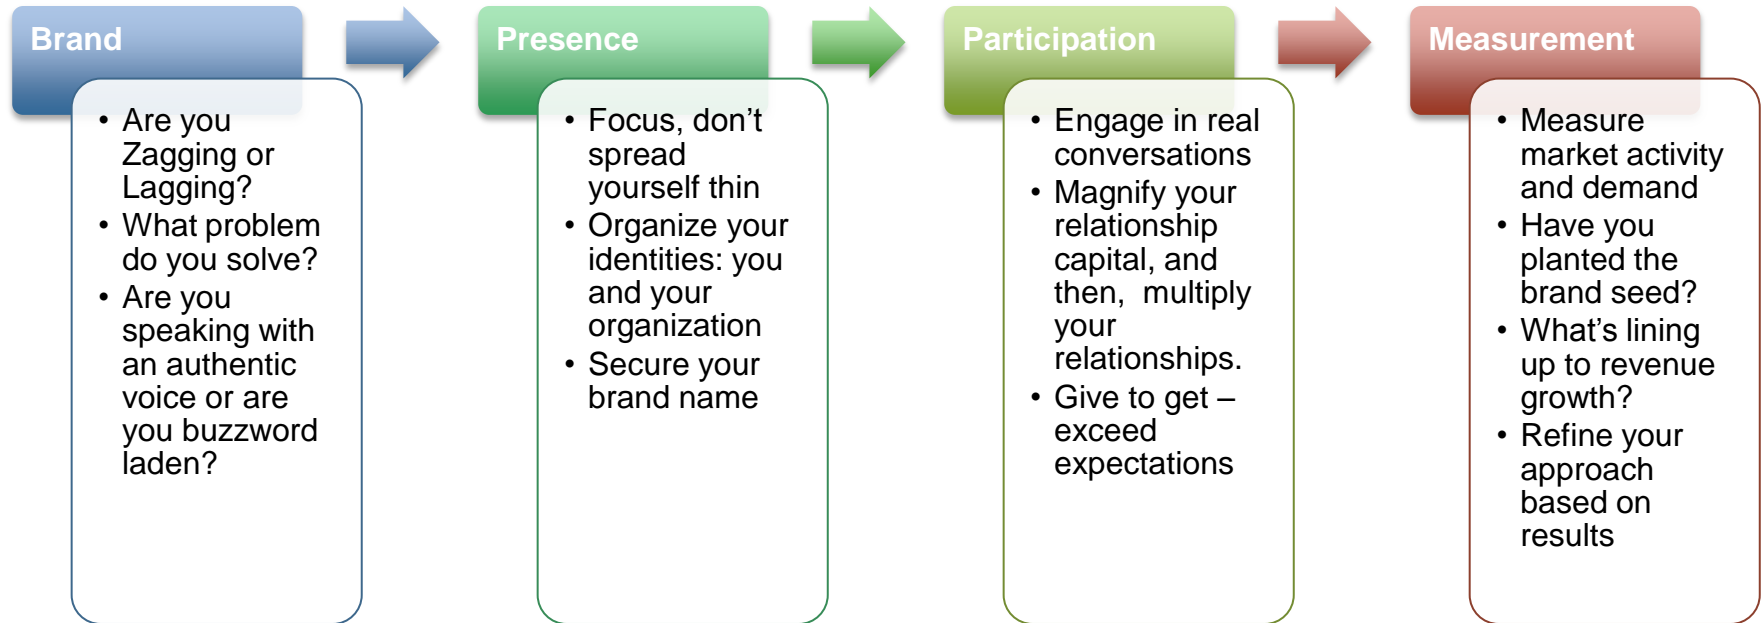 Brand
• Are you
Zagging or
Lagging?
• What problem
do you solve?
• Are you
speaking with
an authentic
voice or are
you buzzword
laden?
Presence
• Focus, don’t
spread
yourself thin
• Organize your
identities: you
and your
organization
• Secure your
brand name
Participation
• Engage in real
conversations
• Magnify your
relationship
capital, and
then,  multiply
your
relationships.
• Give to get –
exceed
expectations
Measurement
• Measure
market activity
and demand
• Have you
planted the
brand seed?
• What’s lining
up to revenue
growth?
• Refine your
approach
based on
results